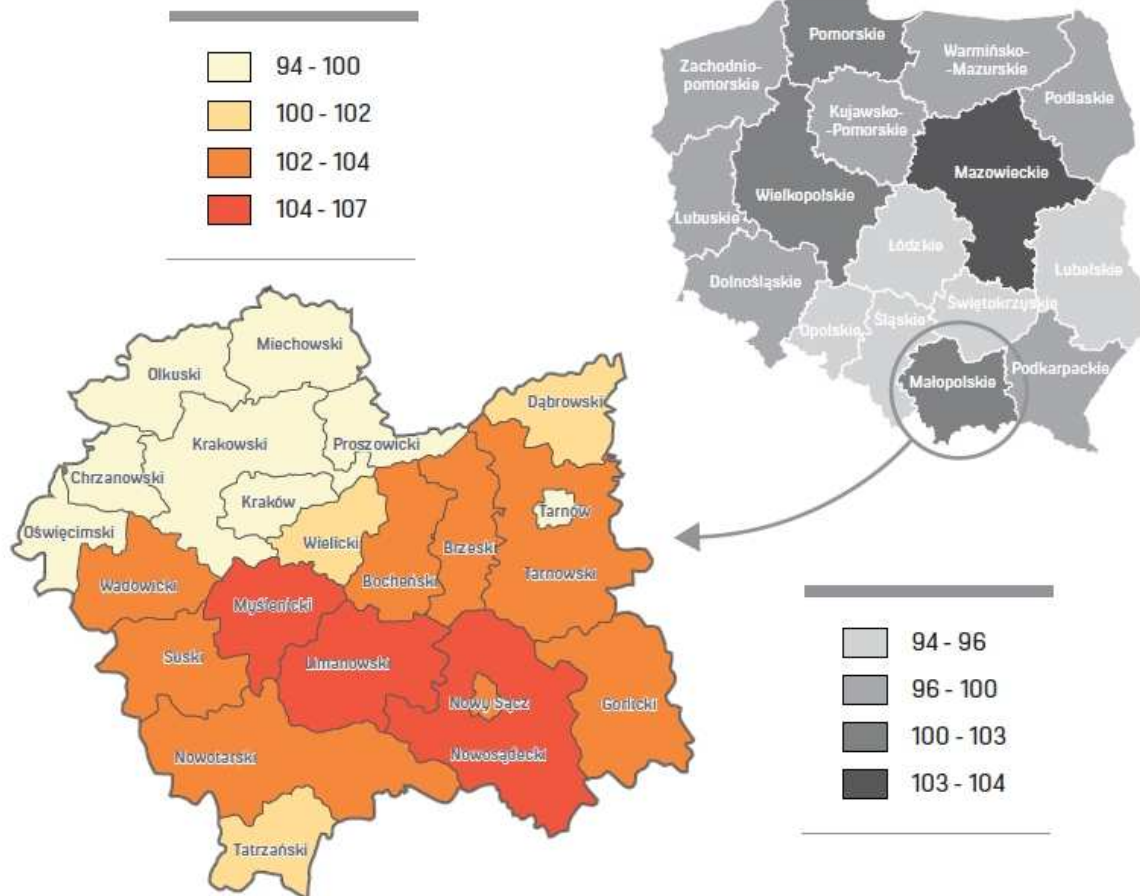 94 - 100
100 - 102
102 - 104
104 - 107
Pomorskie
Zachodnio-
pomorskie
Warmińsko-
-Mazurskie
Podlaskie
Kujawsko-
-Pomorskie
Mazowieckie
Wielkopolskie
Lubuskie
Łódzkie
Lubelskie
Dolnośląskie
Opolskie
Śląskie
Świętokrzyskie
Małopolskie
Podkarpackie
Miechowski
Olkuski
Dąbrowski
Krakowski
Proszowicki
Chrzanowski
Kraków
Tarnów
Oświęcimski
Wielicki
Brzeski
Wadowicki
Bocheński
Tarnowski
Myślenicki
Suski
Limanowski
Nowy Sącz
Gorlicki
Nowotarski
Nowosądecki
Tatrzański
94 - 96
96 - 100
100 - 103
103 - 104